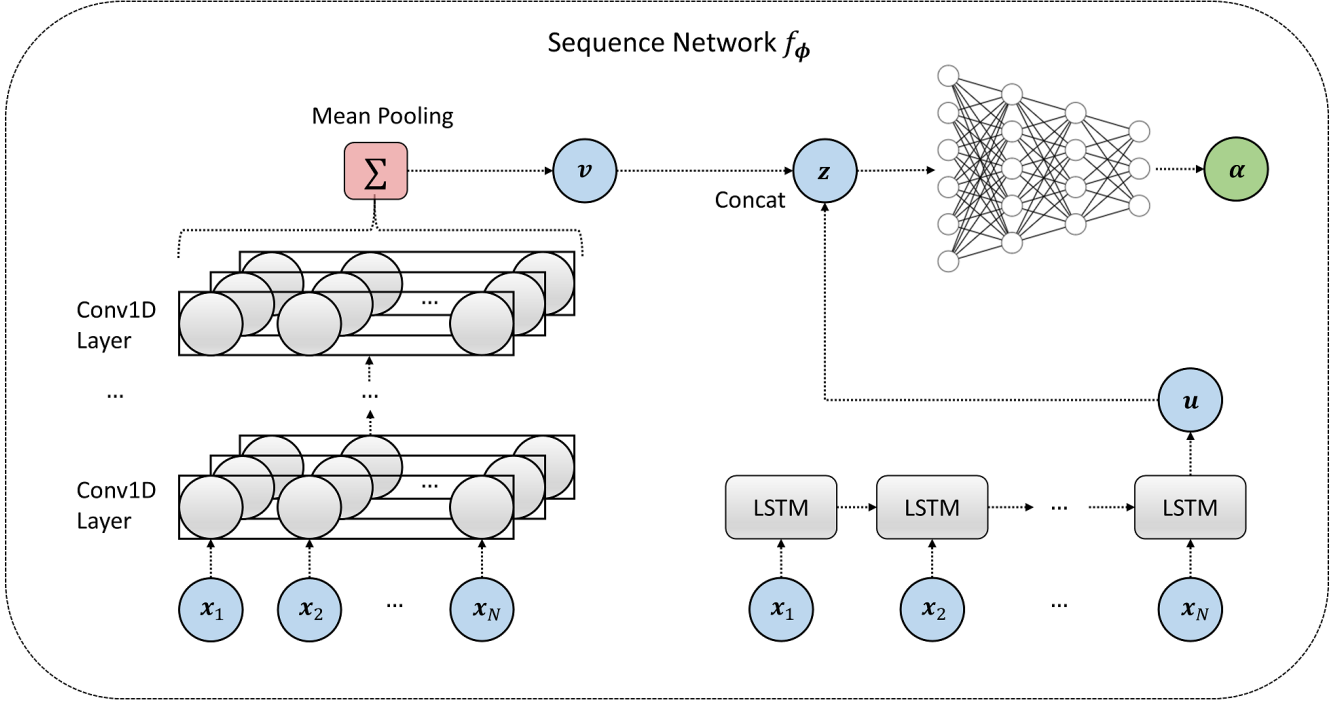 Sequence Network f_ϕ
Mean Pooling
Σ
v
z
α
Concat
Conv1D
Layer
...
...
...
u
Conv1D
Layer
...
LSTM
LSTM
...
LSTM
x_1
x_2
...
x_N
x_1
x_2
...
x_N